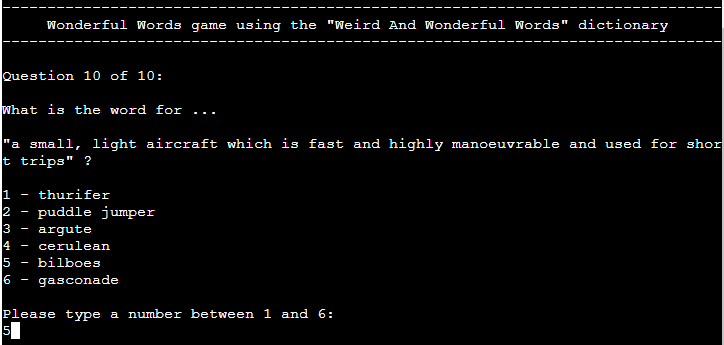 --------------------------------------------------------------------------------
Wonderful Words game using the "Weird And Wonderful Words" dictionary
--------------------------------------------------------------------------------
Question 10 of 10:
What is the word for ...
"a small, light aircraft which is fast and highly manoeuvrable and used for shor
t trips" ?
1 - thurifer
2 - puddle jumper
3 - argute
4 - cerulean
5 - bilboes
6 - gasconade
Please type a number between 1 and 6:
5